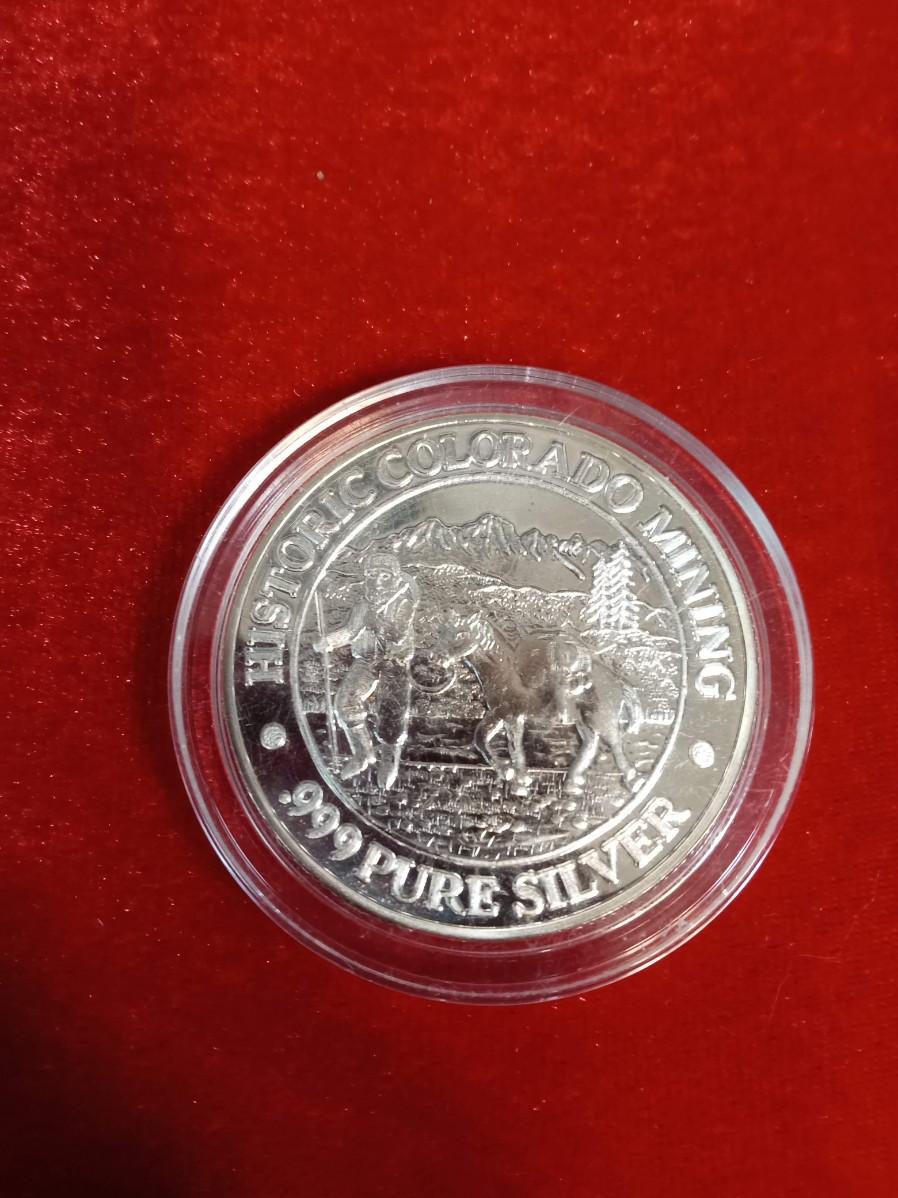 HISTORIC COLORADO MINING
.999 PURE SILVER